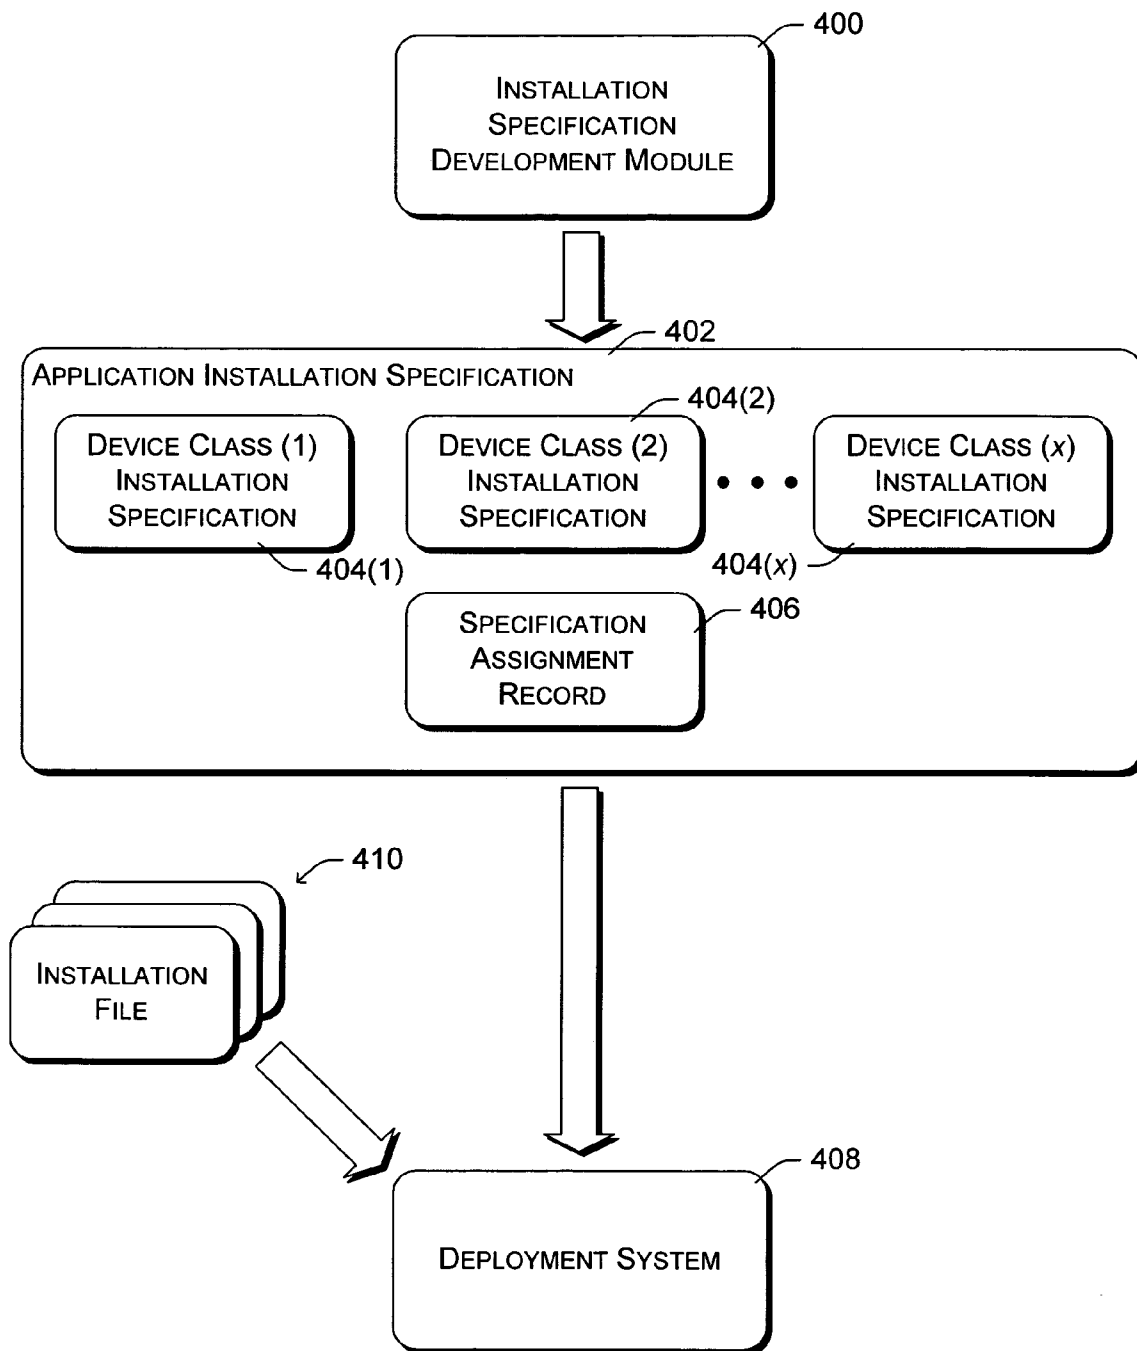 400
INSTALLATION
SPECIFICATION
DEVELOPMENT MODULE
402
APPLICATION INSTALLATION SPECIFICATION
404(2)
DEVICE CLASS (1)
INSTALLATION
SPECIFICATION
DEVICE CLASS (2)
INSTALLATION
SPECIFICATION
DEVICE CLASS (x)
INSTALLATION
SPECIFICATION
404(1)
404(x)
SPECIFICATION
ASSIGNMENT
RECORD
406
410
INSTALLATION
FILE
408
DEPLOYMENT SYSTEM